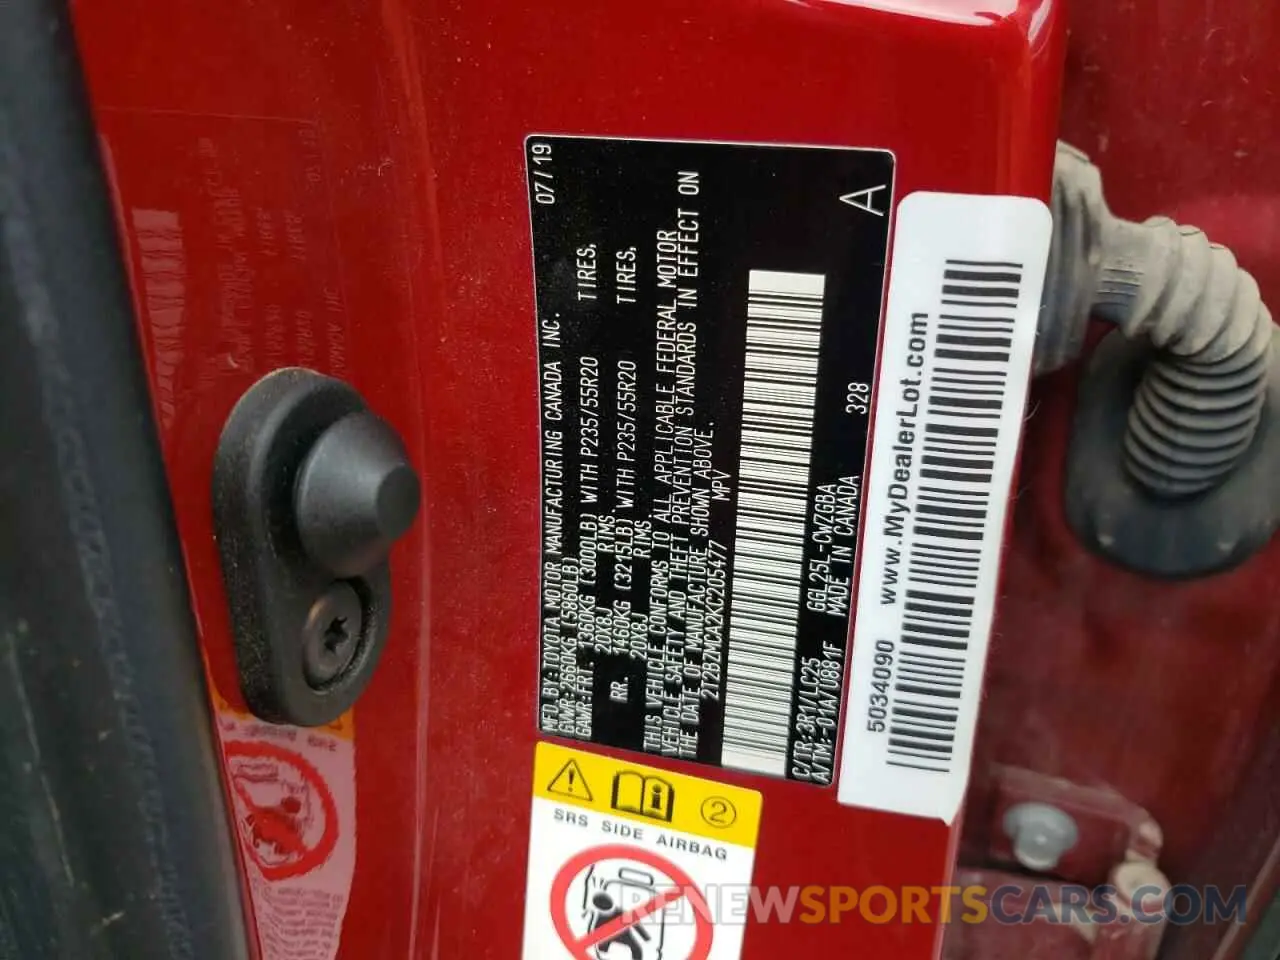 MFD. BY: TOYOTA MOTOR MANUFACTURING CANADA INC. 07/19
GVWR: 2660KG (5860LB)
GAWR: FRT. 1360KG (3000LB) WITH P235/55R20 TIRES,
20X8J RIMS
RR. 1460KG (3215LB) WITH P235/55R20 TIRES,
20X8J RIMS
THIS VEHICLE CONFORMS TO ALL APPLICABLE FEDERAL MOTOR
VEHICLE SAFETY AND THEFT PREVENTION STANDARDS IN EFFECT ON
THE DATE OF MANUFACTURE SHOWN ABOVE.
2T2BZMCA2KC205477 MPV
C/TR: 3R1/LC25 GGL25L-CWZGBA
A/TM: -01A/U881F MADE IN CANADA 328 A
5034090 www.MyDealerLot.com
2
SRS SIDE AIRBAG
RENEWSPORTSCARS.COM